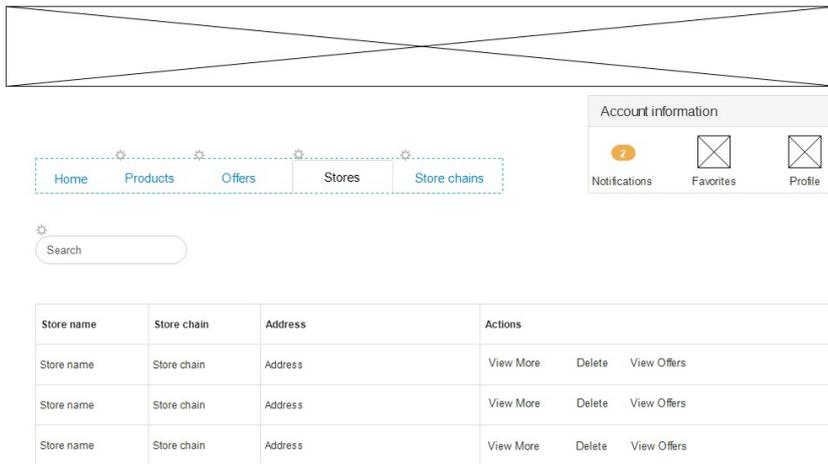 Account information
2
Notifications Favorites Profile
Home Products Offers Stores Store chains
Search
Store name Store chain Address Actions
Store name Store chain Address View More Delete View Offers
Store name Store chain Address View More Delete View Offers
Store name Store chain Address View More Delete View Offers